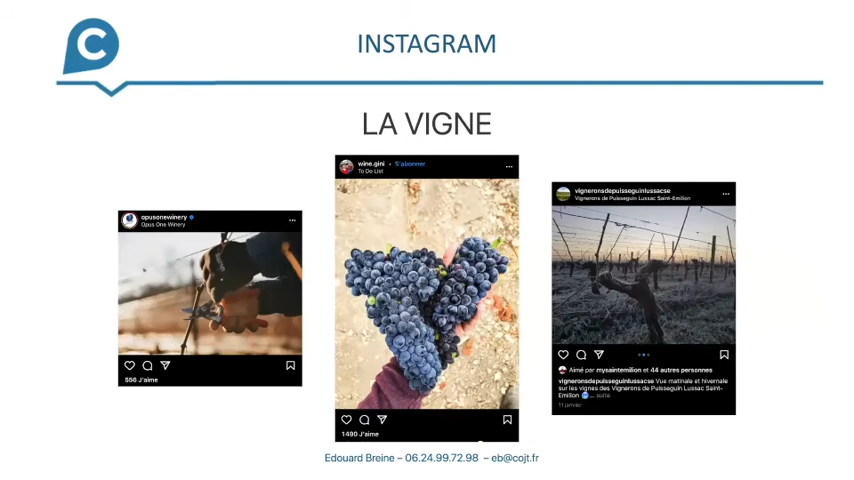 C
INSTAGRAM
LA VIGNE
opusonewinery
Opus One Winery
556 J'aime
wine.gini • S'abonner
To Do List
1490 J'aime
vigneronsdepuisseguinlussacse
Vignerons de Puisseguin Lussac Saint-Emilion
Aimé par mysaintemilion et 44 autres personnes
vigneronsdepuisseguinlussacse Vue matinale et hivernale
sur les vignes des Vignerons de Puisseguin Lussac Saint-
Emilion ... suite
11 janvier
Edouard Breine – 06.24.99.72.98 – eb@cojt.fr